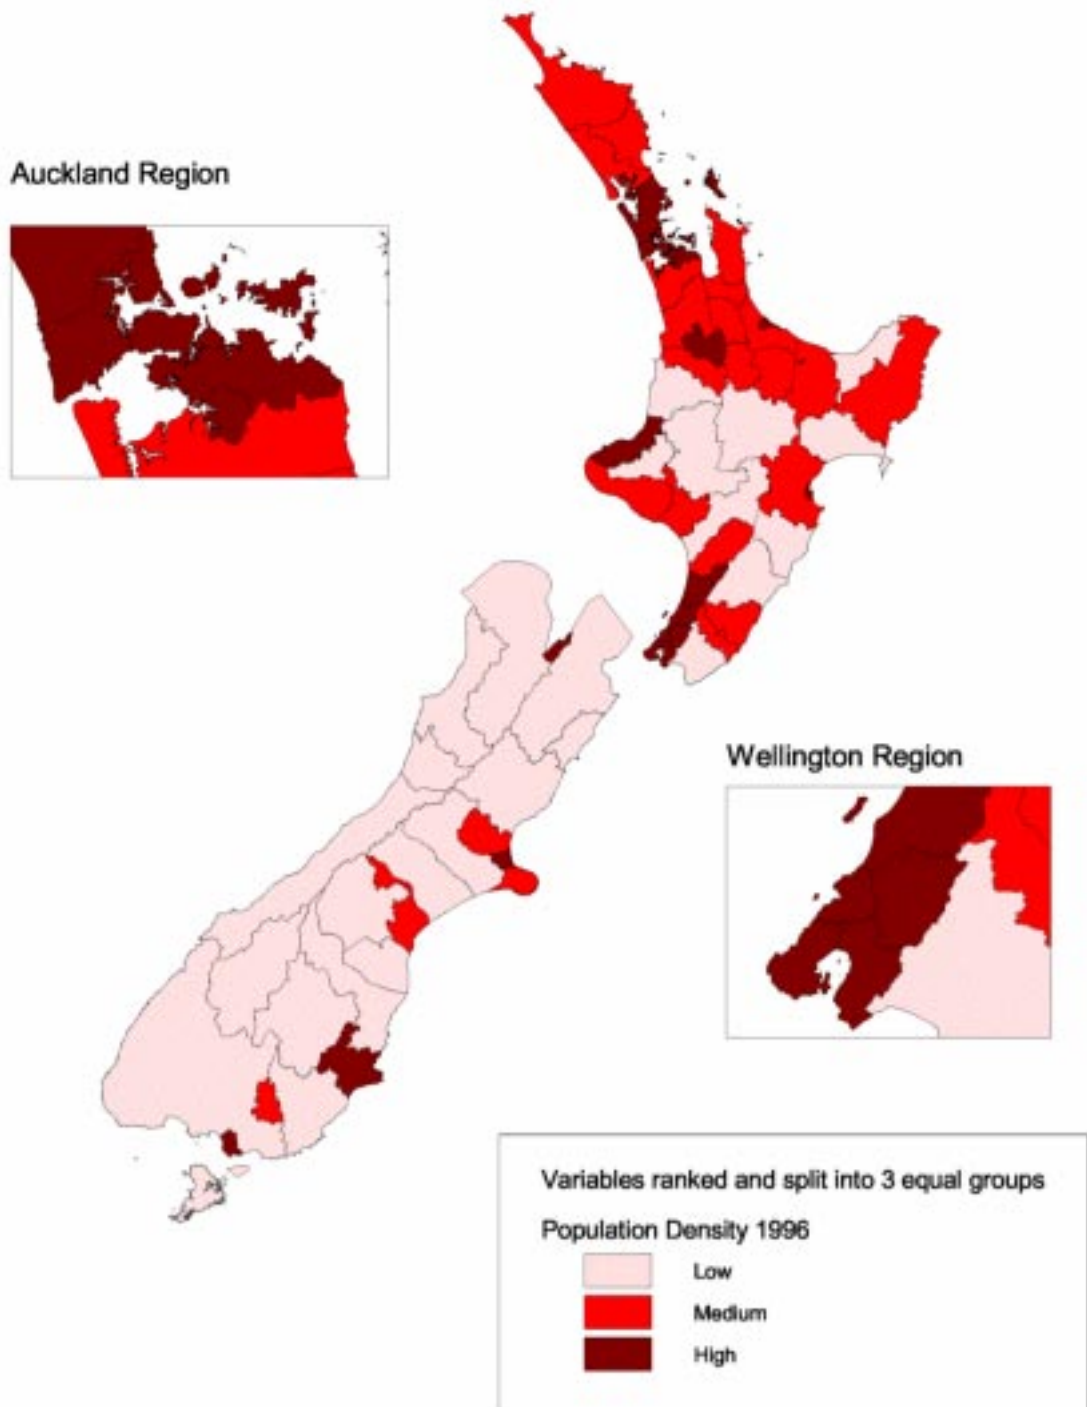 Auckland Region
Wellington Region
Variables ranked and split into 3 equal groups
Population Density 1996
Low
Medium
High